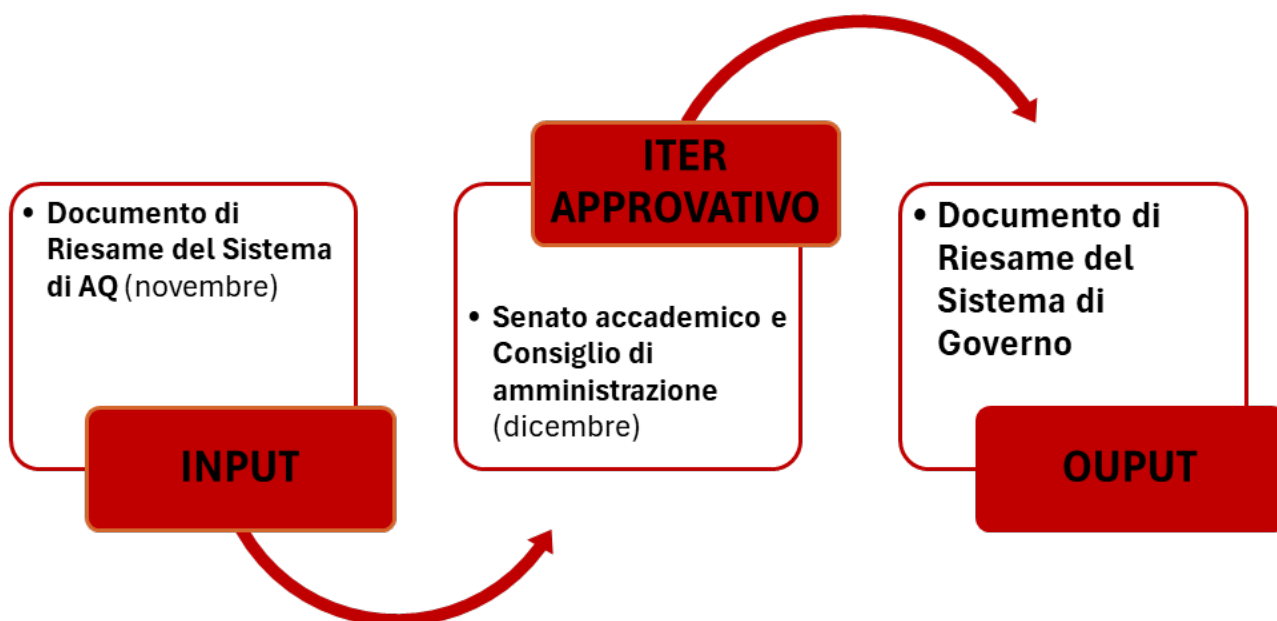 • Documento di
Riesame del Sistema
di AQ (novembre)
INPUT
ITER
APPROVATIVO
• Senato accademico e
Consiglio di
amministrazione
(dicembre)
• Documento di
Riesame del
Sistema di
Governo
OUPUT